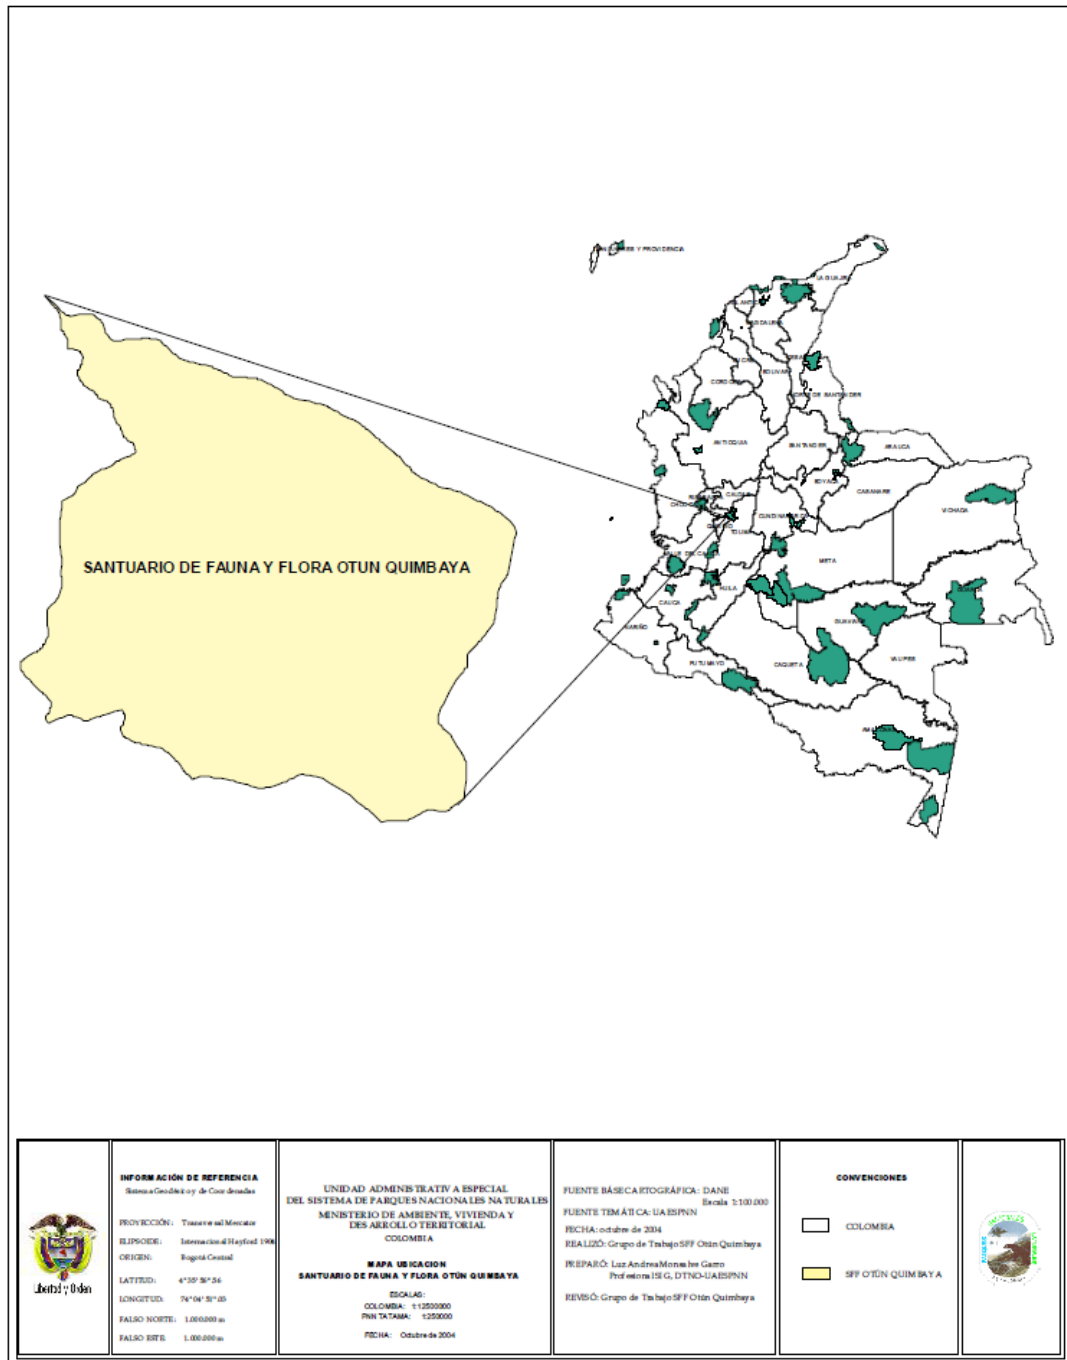 LA GUAJIRA
CORDOBA
BOLIVAR
ANTIOQUIA
SANTANDER
ARAUCA
BOYACA
CASANARE
VICHADA
CALDAS
TOLIMA
META
HUILA
CAUCA
NARIÑO
PUTUMAYO
CAQUETA
VAUPES
SANTUARIO DE FAUNA Y FLORA OTUN QUIMBAYA
Libertad y Orden
INFORMACIÓN DE REFERENCIA
Sistema Geodésico y de Coordenadas
PROYECCIÓN: Transversal Mercator
ELIPSOIDE: Internacional Hayford
ORIGEN: Bogotá Central
LATITUD: 4°35' 56".56
LONGITUD: 74°04' 51".05
FALSO NORTE: 1.000.000 m
FALSO ESTE: 1.000.000 m
UNIDAD ADMINISTRATIVA ESPECIAL
DEL SISTEMA DE PARQUES NACIONALES NATURALES
MINISTERIO DE AMBIENTE, VIVIENDA Y
DESARROLLO TERRITORIAL
COLOMBIA
MAPA UBICACION
SANTUARIO DE FAUNA Y FLORA OTÚN QUIMBAYA
ESCALAS:
COLOMBIA: 1:12500000
PNN TATAMA: 1:250000
FECHA: Octubre de 2004
FUENTE BASE CARTOGRÁFICA: DANE
Escala 1:100.000
FUENTE TEMÁTICA: UAESPNN
FECHA: octubre de 2004
REALIZÓ: Grupo de Trabajo SFF Otún Quimbaya
PREPARÓ: Luz Andrea Monsalve Garro
Profesional SIG, DTNO-UAESPNN
REVISÓ: Grupo de Trabajo SFF Otún Quimbaya
CONVENCIONES
COLOMBIA
SFF OTÚN QUIMBAYA